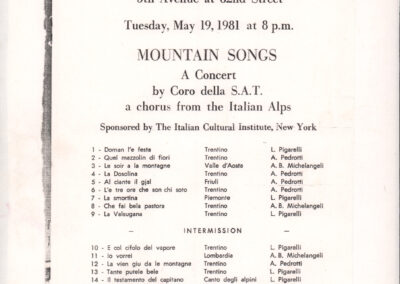 5th Avenue at 82nd Street
Tuesday, May 19, 1981 at 8 p.m.
MOUNTAIN SONGS
A Concert
by Coro della S.A.T.
a chorus from the Italian Alps
Sponsored by The Italian Cultural Institute, New York
1 - Doman l'e festa Trentino L. Pigarelli
2 - Quel mazzolin di fiori Trentino A. Pedrotti
3 - Le soir a la montagne Valle d'Aosta A. B. Michelangeli
4 - La Dosolina Trentino A. Pedrotti
5 - Al ciante il gjal Friuli A. Pedrotti
6 - L'e tre ore che son chi soto Trentino A. Pedrotti
7 - La smortina Piemonte L. Pigarelli
8 - Che fai bela pastora Trentino A. B. Michelangeli
9 - La Valsugana Trentino L. Pigarelli
INTERMISSION
10 - E col cifolo del vapore Trentino L. Pigarelli
11 - Io vorrei Lombardia A. B. Michelangeli
12 - La vien giu da le montagne Trentino A. Pedrotti
13 - Tante putele bele Trentino L. Pigarelli
14 - Il testamento del capitano Canto degli alpini L. Pigarelli